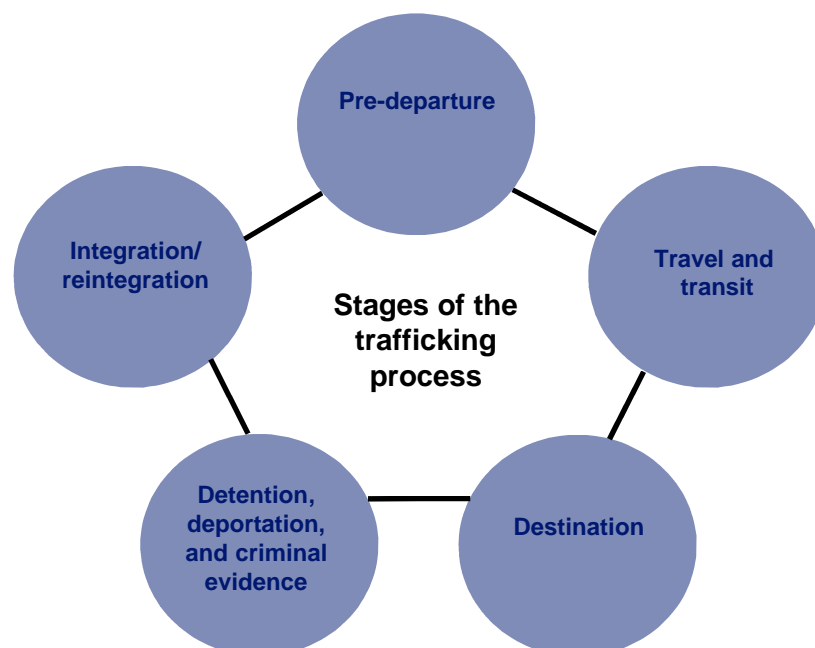 Pre-departure
Travel and
transit
Destination
Detention,
deportation,
and criminal
evidence
Integration/
reintegration
Stages of the
trafficking
process